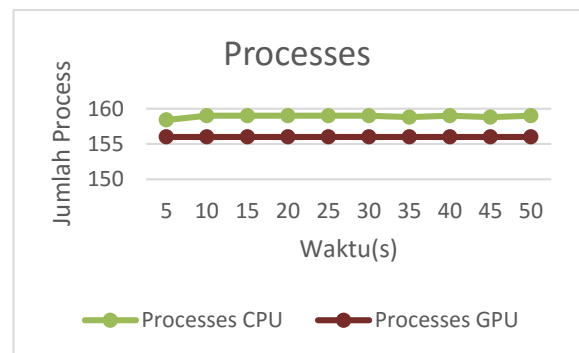 Processes
Jumlah Process
160
155
150
5 10 15 20 25 30 35 40 45 50
Waktu(s)
Processes CPU Processes GPU